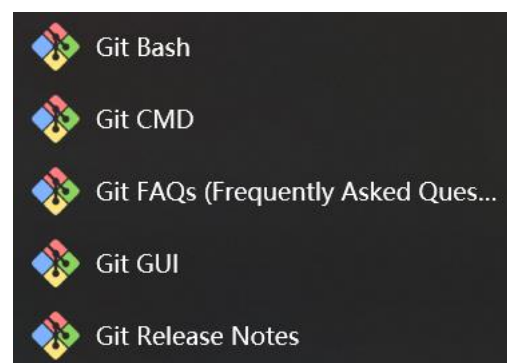 Git Bash
Git CMD
Git FAQs (Frequently Asked Ques...
Git GUI
Git Release Notes